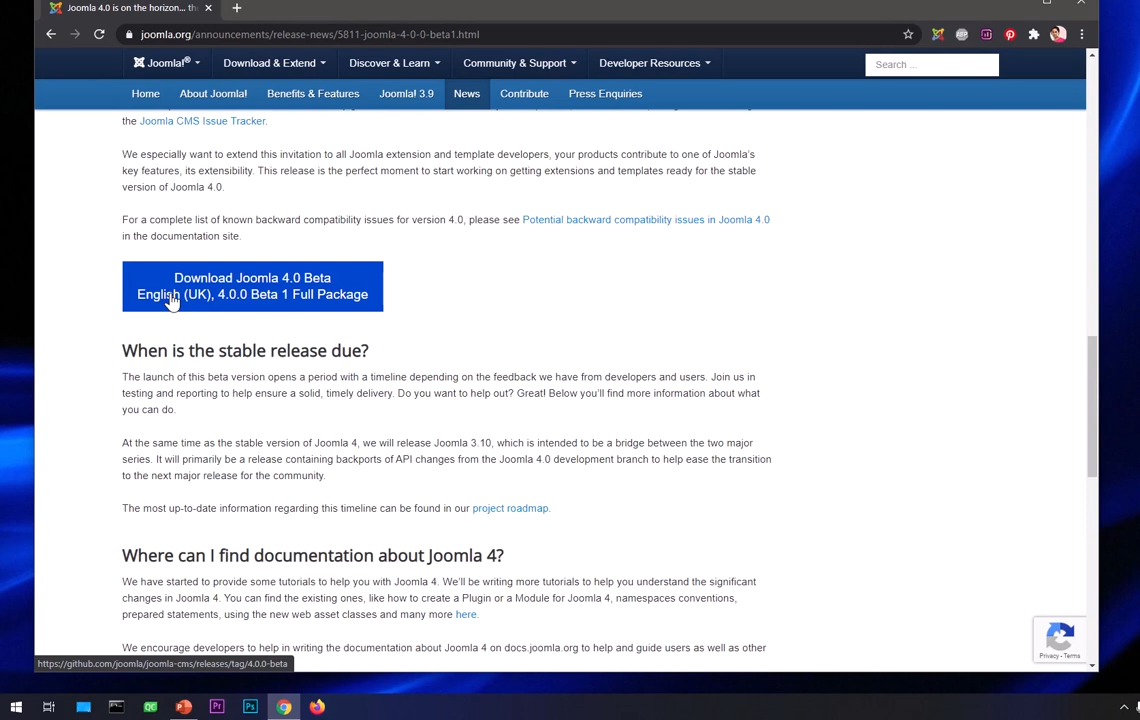 Joomla 4.0 is on the horizon... the
joomla.org/announcements/release-news/5811-joomla-4-0-0-beta1.html
ABP
Joomla!® Download & Extend Discover & Learn Community & Support Developer Resources Search ...
Home About Joomla! Benefits & Features Joomla! 3.9 News Contribute Press Enquiries
the Joomla CMS Issue Tracker.
We especially want to extend this invitation to all Joomla extension and template developers, your products contribute to one of Joomla's
key features, its extensibility. This release is the perfect moment to start working on getting extensions and templates ready for the stable
version of Joomla 4.0.
For a complete list of known backward compatibility issues for version 4.0, please see Potential backward compatibility issues in Joomla 4.0
in the documentation site.
Download Joomla 4.0 Beta
English (UK), 4.0.0 Beta 1 Full Package
When is the stable release due?
The launch of this beta version opens a period with a timeline depending on the feedback we have from developers and users. Join us in
testing and reporting to help ensure a solid, timely delivery. Do you want to help out? Great! Below you'll find more information about what
you can do.
At the same time as the stable version of Joomla 4, we will release Joomla 3.10, which is intended to be a bridge between the two major
series. It will primarily be a release containing backports of API changes from the Joomla 4.0 development branch to help ease the transition
to the next major release for the community.
The most up-to-date information regarding this timeline can be found in our project roadmap.
Where can I find documentation about Joomla 4?
We have started to provide some tutorials to help you with Joomla 4. We'll be writing more tutorials to help you understand the significant
changes in Joomla 4. You can find the existing ones, like how to create a Plugin or a Module for Joomla 4, namespaces conventions,
prepared statements, using the new web asset classes and many more here.
We encourage developers to help in writing the documentation about Joomla 4 on docs.joomla.org to help and guide users as well as other
Privacy - Terms
https://github.com/joomla/joomla-cms/releases/tag/4.0.0-beta
QC
Pr
Ps